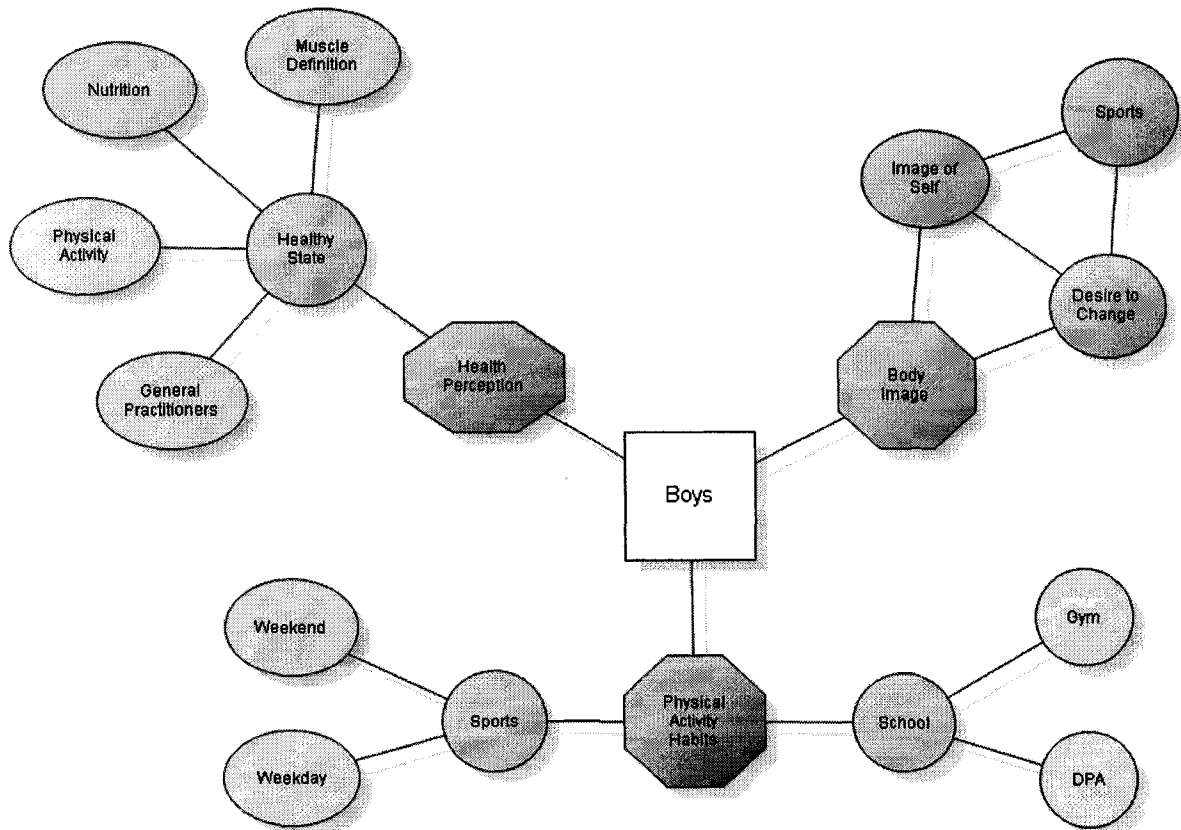 Muscle
Definition
Nutrition
Sports
Image of
Self
Physical
Activity
Healthy
State
Desire to
Change
Health
Perception
General
Practitioners
Body
Image
Boys
Weekend
Gym
Physical
Activity
Habits
Sports
School
Weekday
DPA